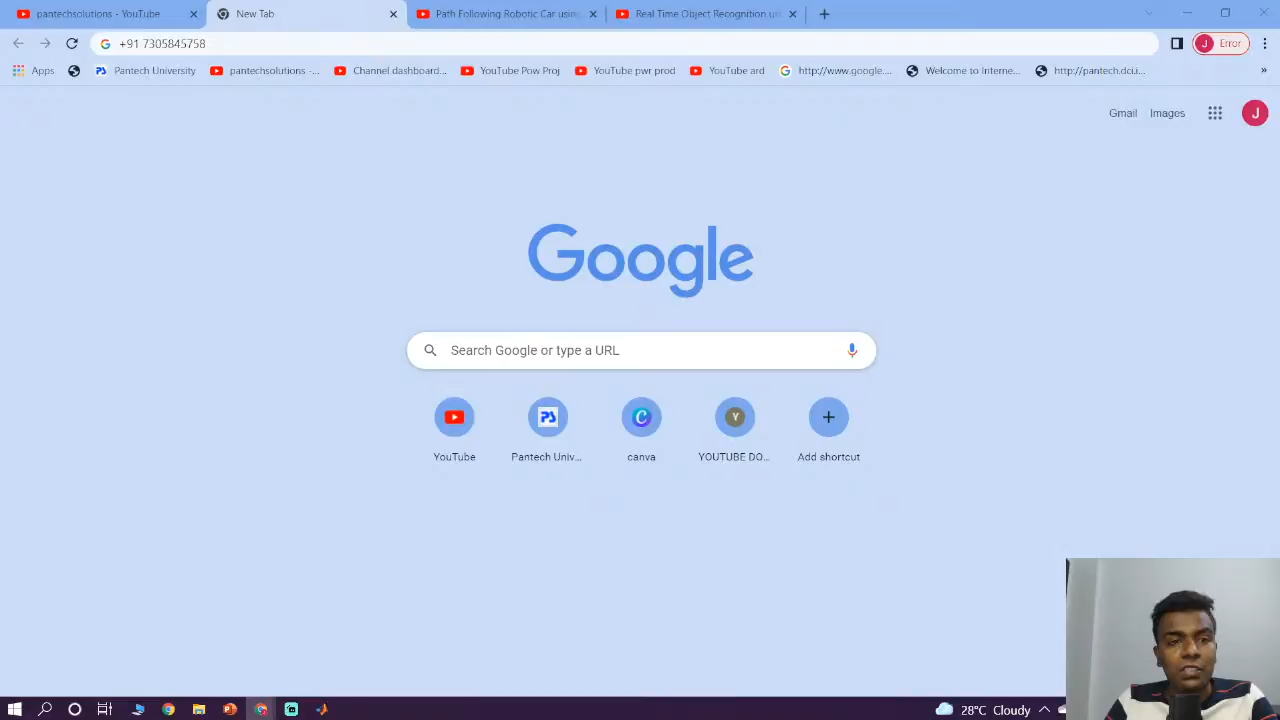 pantechsolutions - YouTube
New Tab
Path Following Robotic Car using
Real Time Object Recognition
+91 7305845758
J Error
Apps
Pantech University
pantechsolutions -...
Channel dashboard...
YouTube Pow Proj
YouTube pwr prod
YouTube ard
http://www.google....
Welcome to Interne...
http://pantech.dcu...
»
Gmail
Images
J
Google
Search Google or type a URL
YouTube
Pantech Univ...
canva
Y
YOUTUBE DO...
Add shortcut
28°C Cloudy